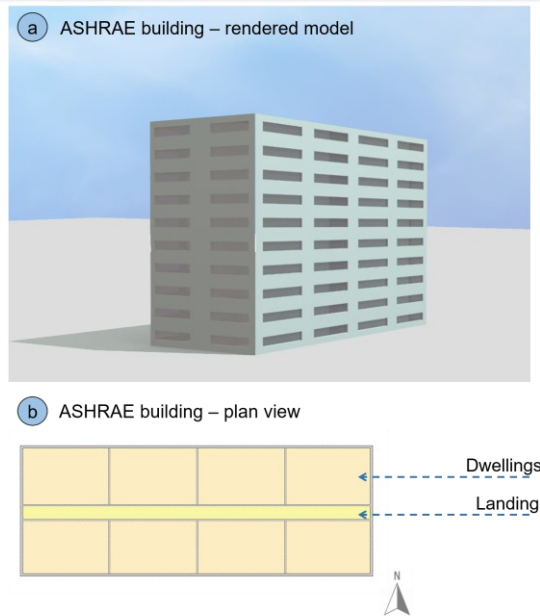 a ASHRAE building – rendered model
b ASHRAE building – plan view
Dwellings
Landing
N